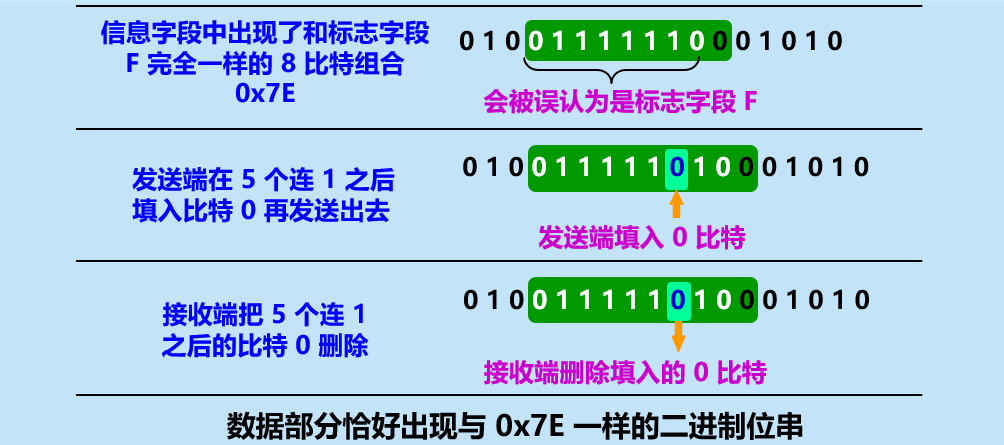 信息字段中出现了和标志字段
F 完全一样的 8 比特组合
0x7E
0 1 0 0 1 1 1 1 1 1 0 0 0 1 0 1 0
会被误认为是标志字段 F
发送端在 5 个连 1 之后
填入比特 0 再发送出去
0 1 0 0 1 1 1 1 1 0 1 0 0 0 1 0 1 0
发送端填入 0 比特
接收端把 5 个连 1
之后的比特 0 删除
0 1 0 0 1 1 1 1 1 0 1 0 0 0 1 0 1 0
接收端删除填入的 0 比特
数据部分恰好出现与 0x7E 一样的二进制位串